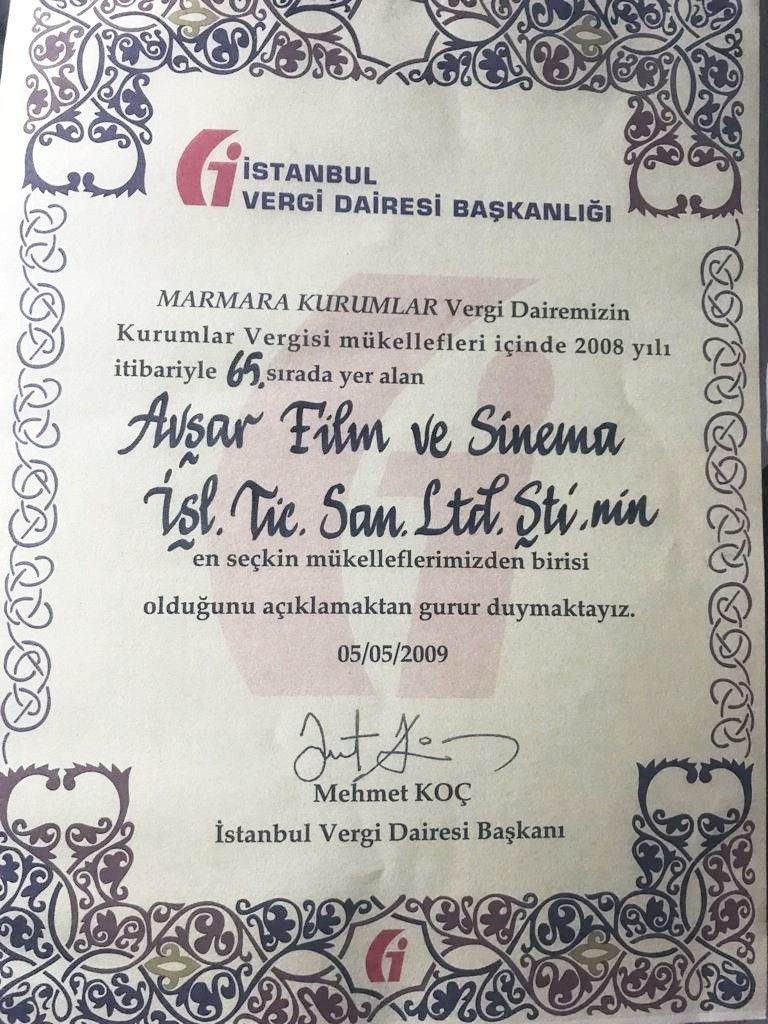 İSTANBUL
VERGİ DAİRESİ BAŞKANLIĞI
MARMARA KURUMLAR Vergi Dairemizin
Kurumlar Vergisi mükellefleri içinde 2008 yılı
itibariyle 65. sırada yer alan
Avşar Film ve Sinema
İşl. Tic. San. Ltd. Şti.nin
en seçkin mükelleflerimizden birisi
olduğunu açıklamaktan gurur duymaktayız.
05/05/2009
Mehmet KOÇ
İstanbul Vergi Dairesi Başkanı